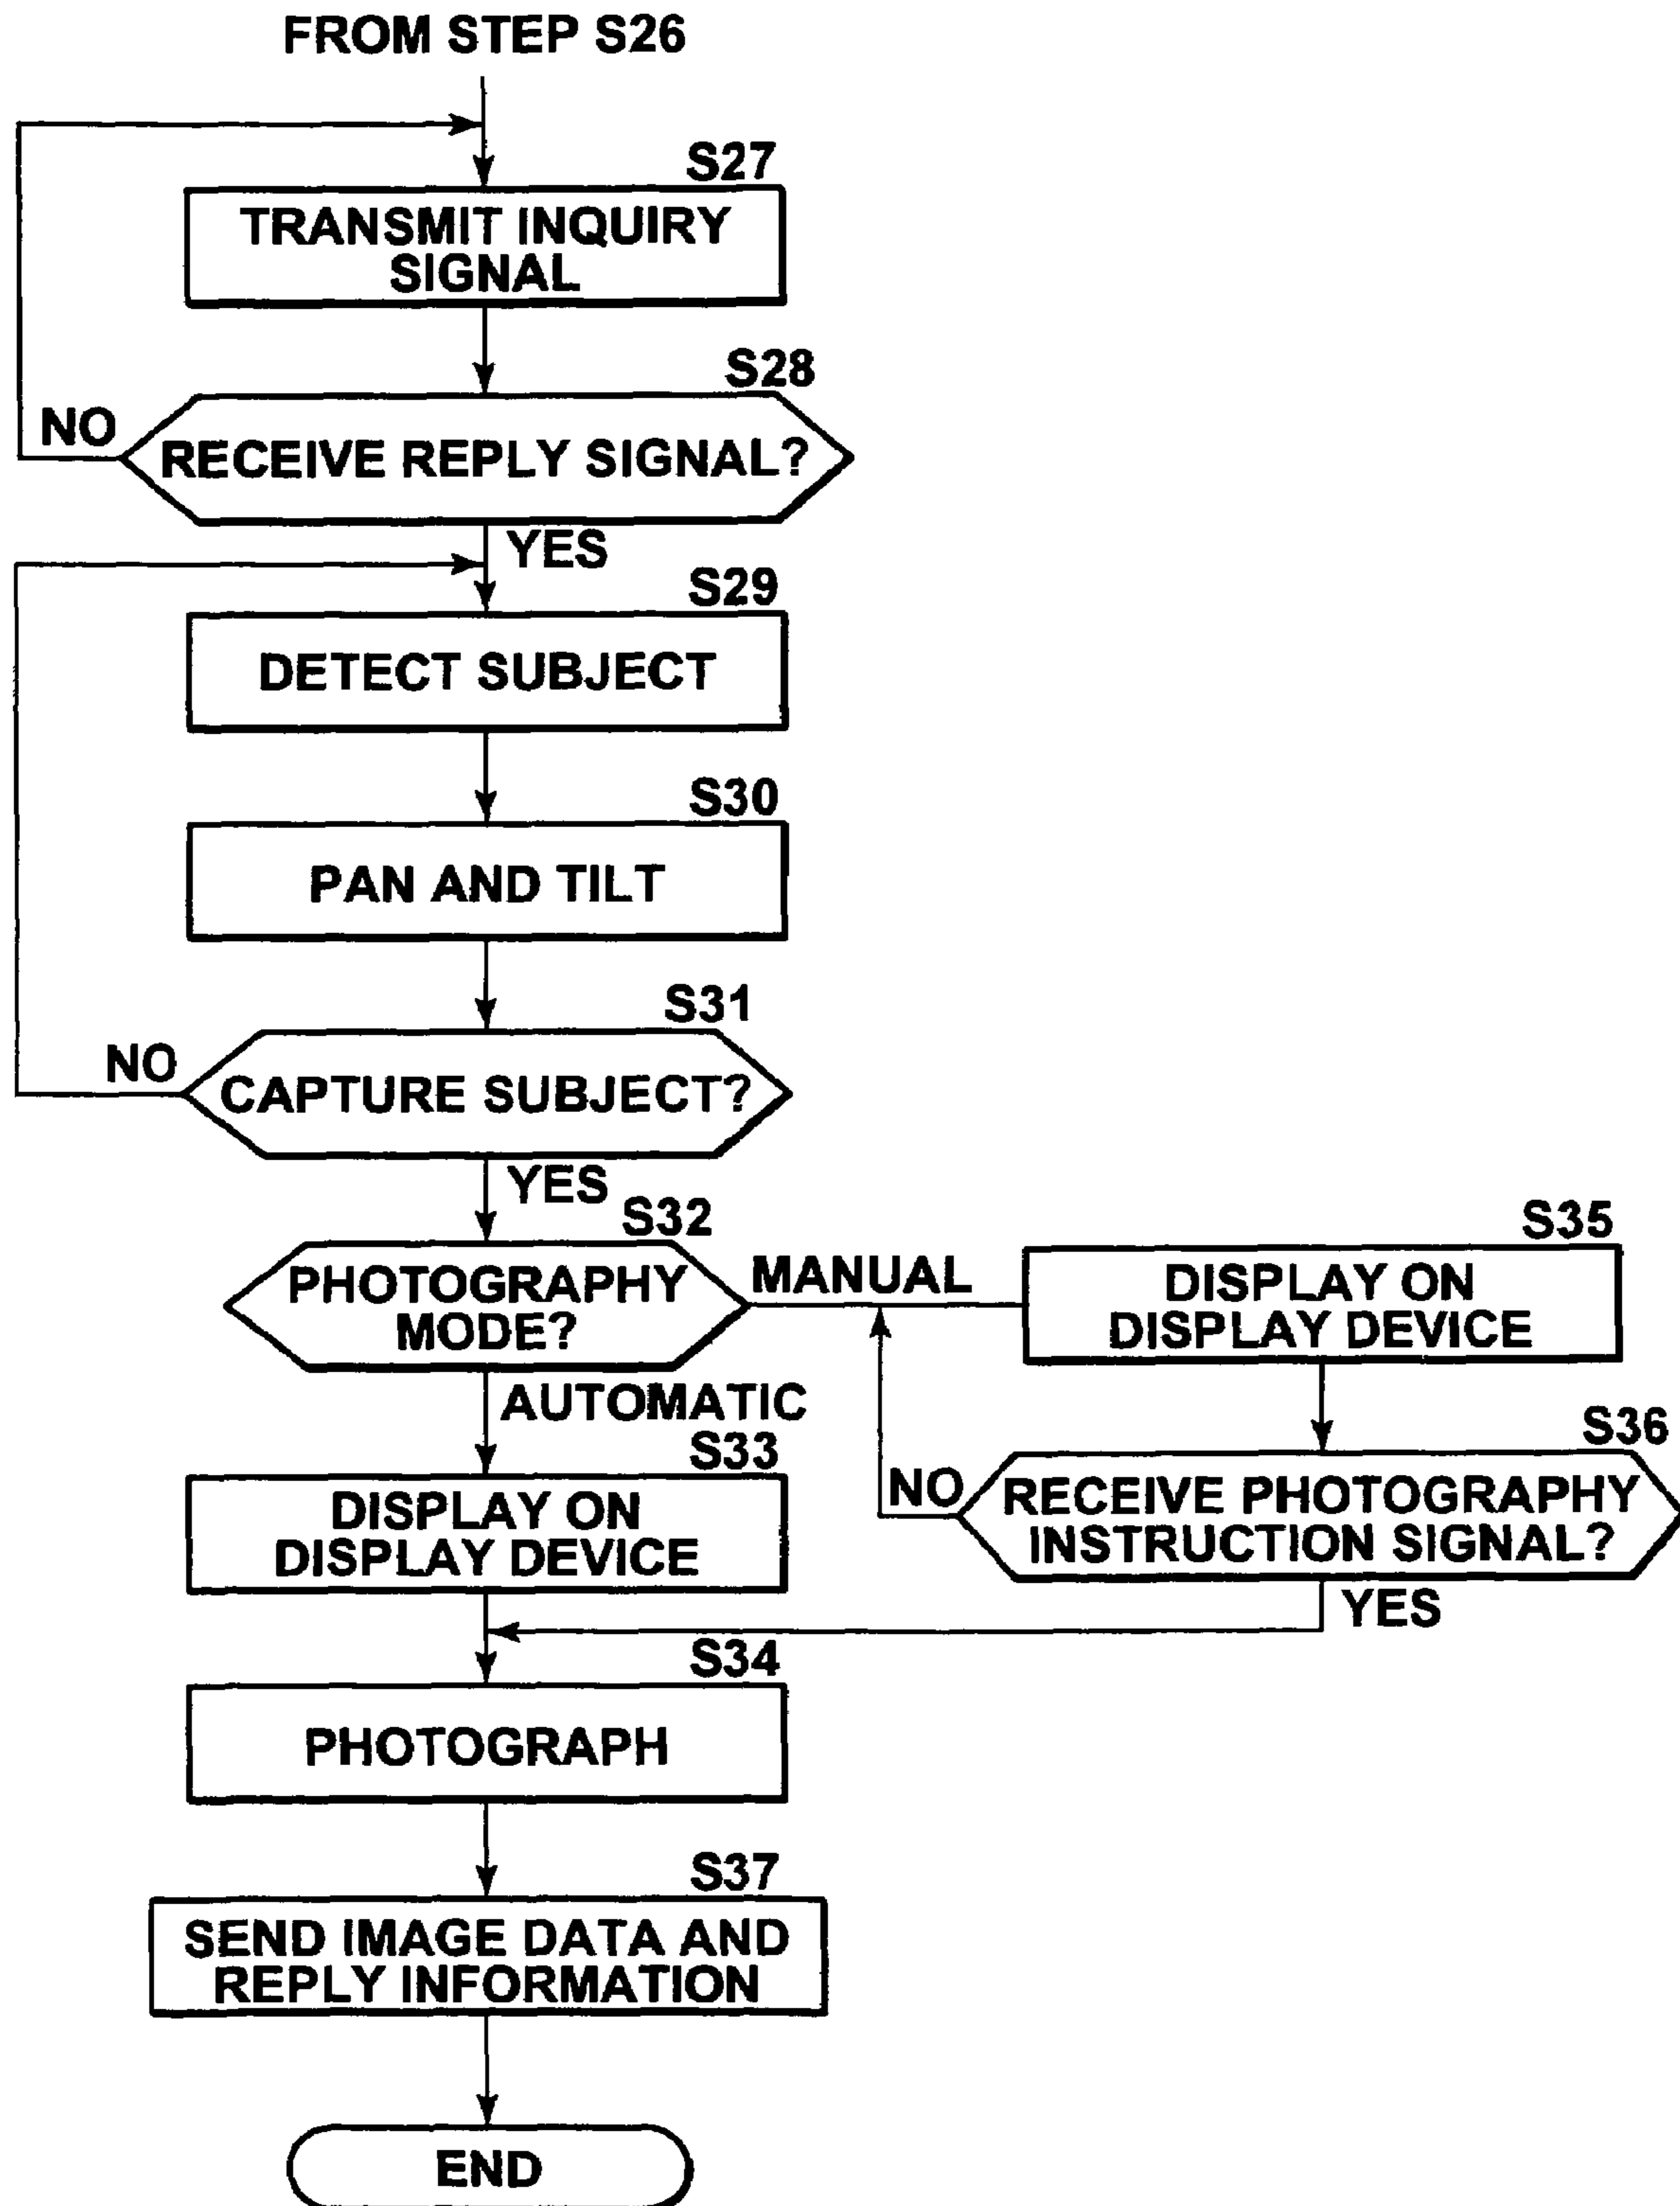 FROM STEP S26
S27
TRANSMIT INQUIRY
SIGNAL
S28
NO
RECEIVE REPLY SIGNAL?
YES
S29
DETECT SUBJECT
S30
PAN AND TILT
S31
NO
CAPTURE SUBJECT?
YES
S32
PHOTOGRAPHY
MODE?
MANUAL
S35
DISPLAY ON
DISPLAY DEVICE
AUTOMATIC
S33
DISPLAY ON
DISPLAY DEVICE
S36
NO
RECEIVE PHOTOGRAPHY
INSTRUCTION SIGNAL?
YES
S34
PHOTOGRAPH
S37
SEND IMAGE DATA AND
REPLY INFORMATION
END